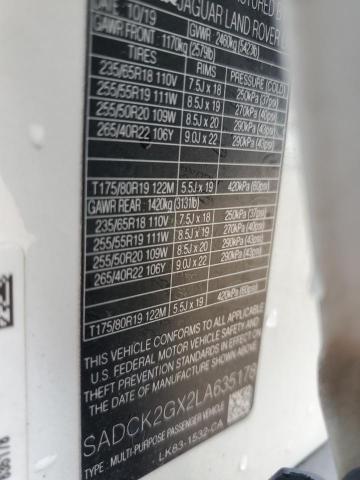 JAGUAR LAND ROVER
10/19 GVWR: 2460kg (5423lb)
GAWR FRONT: 1170kg (2579lb)
TIRES RIMS PRESSURE (COLD)
235/65R18 110V 7.5J x 18 250kPa (37psi)
255/55R19 111W 8.5J x 19 270kPa (40psi)
255/50R20 109W 8.5J x 20 290kPa (43psi)
265/40R22 106Y 9.0J x 22 290kPa (43psi)
T175/80R19 122M 5.5J x 19 420kPa (60psi)
GAWR REAR: 1420kg (3131lb)
235/65R18 110V 7.5J x 18 250kPa (37psi)
255/55R19 111W 8.5J x 19 270kPa (40psi)
255/50R20 109W 8.5J x 20 290kPa (43psi)
265/40R22 106Y 9.0J x 22 290kPa (43psi)
T175/80R19 122M 5.5J x 19 420kPa (60psi)
THIS VEHICLE CONFORMS TO ALL APPLICABLE
U.S. FEDERAL MOTOR VEHICLE SAFETY AND
THEFT PREVENTION STANDARDS IN EFFECT
ON THE DATE OF MANUFACTURE SHOWN ABOVE.
SADCK2GX2LA635178
TYPE: MULTI-PURPOSE PASSENGER VEHICLE
LK83-1532-CA